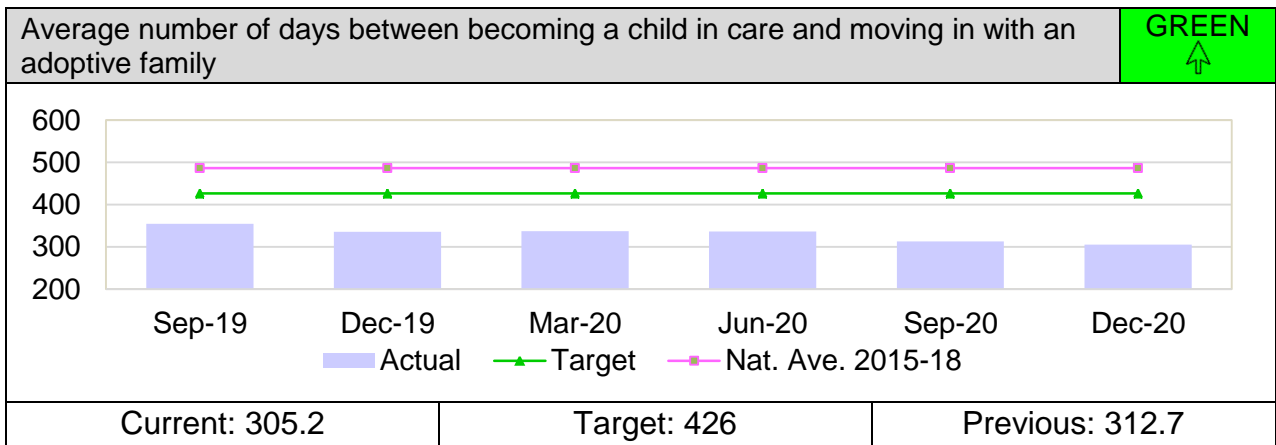 Average number of days between becoming a child in care and moving in with an
adoptive family
GREEN
600
500
400
300
200
Sep-19 Dec-19 Mar-20 Jun-20 Sep-20 Dec-20
Actual Target Nat. Ave. 2015-18
Current: 305.2 Target: 426 Previous: 312.7